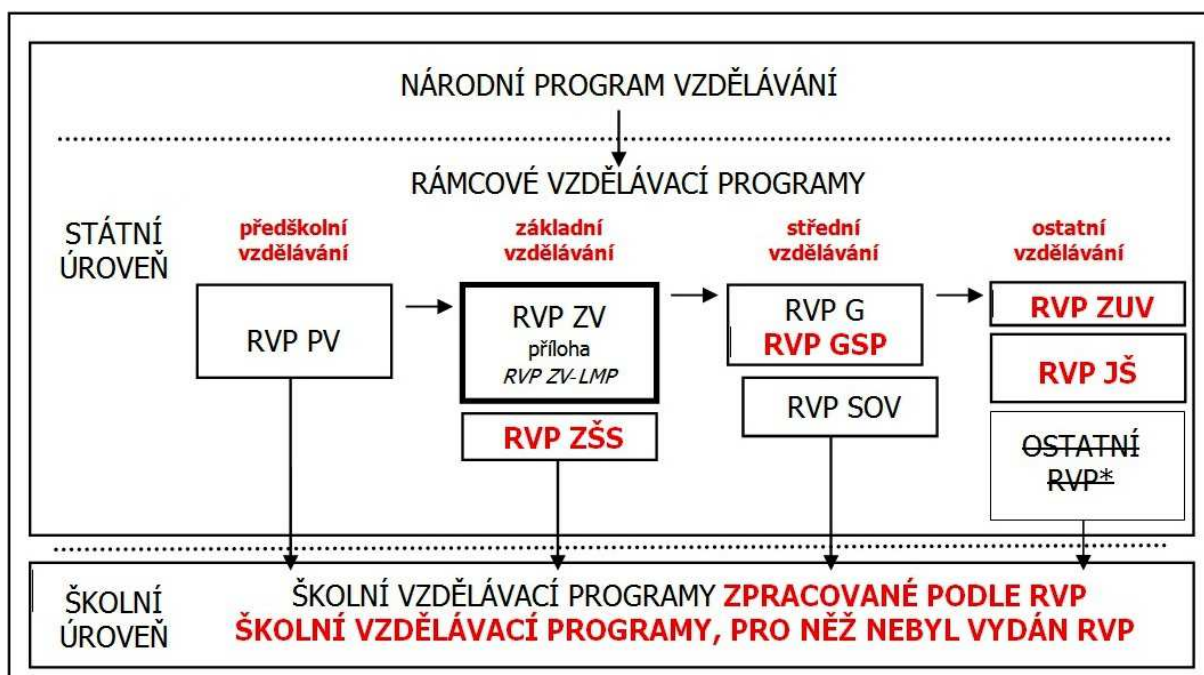 NÁRODNÍ PROGRAM VZDĚLÁVÁNÍ
RÁMCOVÉ VZDĚLÁVACÍ PROGRAMY
STÁTNÍ
ÚROVEŇ
předškolní
vzdělávání
základní
vzdělávání
střední
vzdělávání
ostatní
vzdělávání
RVP PV
RVP ZV
příloha
RVP ZV-LMP
RVP ZŠS
RVP G
RVP GSP
RVP SOV
RVP ZUV
RVP JŠ
OSTATNÍ
RVP*
ŠKOLNÍ
ÚROVEŇ
ŠKOLNÍ VZDĚLÁVACÍ PROGRAMY ZPRACOVANÉ PODLE RVP
ŠKOLNÍ VZDĚLÁVACÍ PROGRAMY, PRO NĚŽ NEBYL VYDÁN RVP